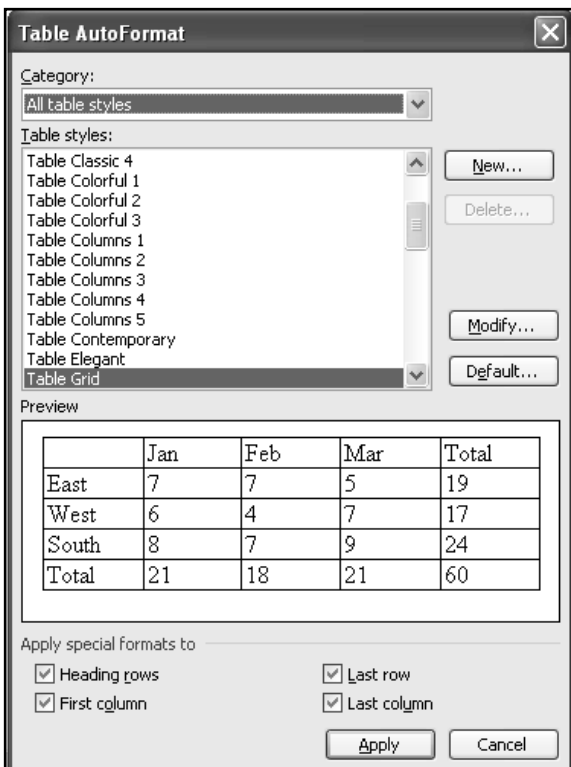 Table AutoFormat
Category:
All table styles
Table styles:
Table Classic 4
Table Colorful 1
Table Colorful 2
Table Colorful 3
Table Columns 1
Table Columns 2
Table Columns 3
Table Columns 4
Table Columns 5
Table Contemporary
Table Elegant
Table Grid
New...
Delete...
Modify...
Default...
Preview
Jan Feb Mar Total
East 7 7 5 19
West 6 4 7 17
South 8 7 9 24
Total 21 18 21 60
Apply special formats to
Heading rows Last row
First column Last column
Apply Cancel